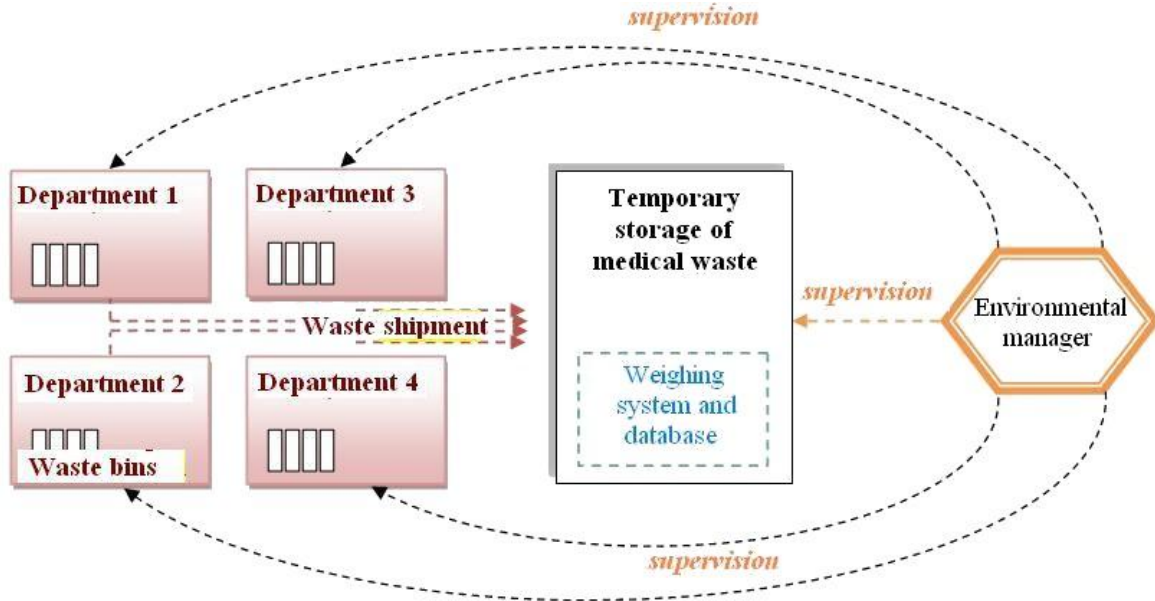 supervision
Department 1
Department 3
Temporary
storage of
medical waste
supervision
Environmental
manager
Waste shipment
Department 2
Department 4
Weighing
system and
database
Waste bins
supervision